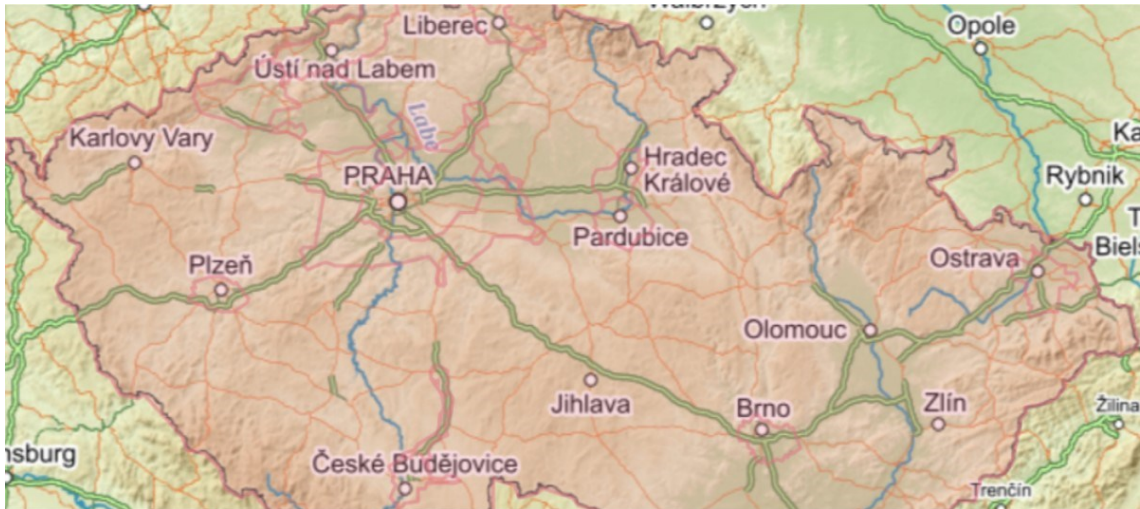 Liberec
Opole
Ústí nad Labem
Labe
Karlovy Vary
PRAHA
Hradec
Králové
Rybnik
Pardubice
Plzeň
Ostrava
Olomouc
Jihlava
Brno
Zlín
Žilina
České Budějovice
Trenčín